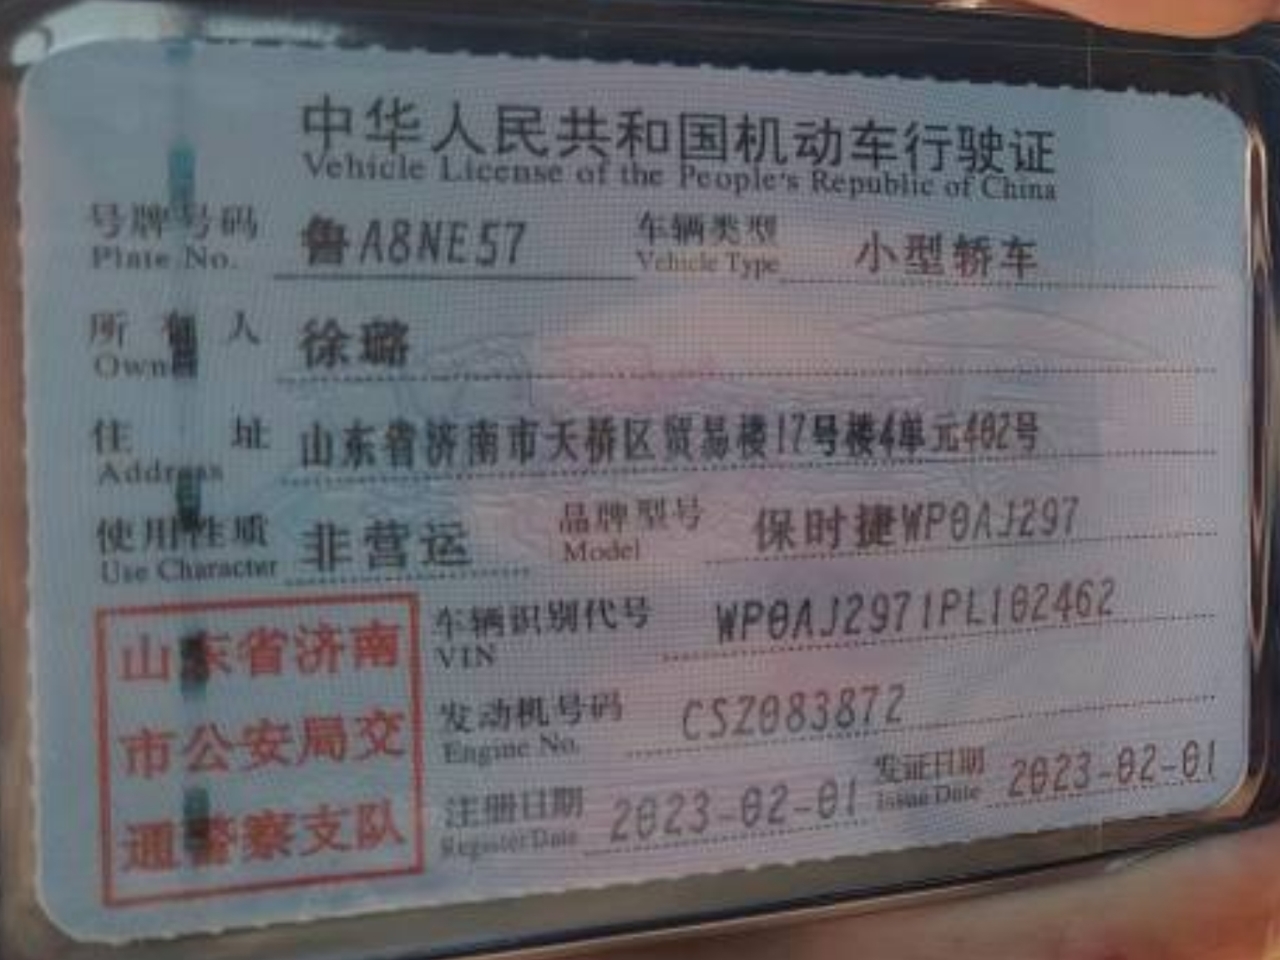 中华人民共和国机动车行驶证
Vehicle License of the People's Republic of China
号牌号码 鲁A8NE57 车辆类型 小型轿车
Plate No. Vehicle Type
所有人 徐璐
Owner
住址 山东省济南市天桥区贸易楼17号楼4单元402号
Address
使用性质 非营运 品牌型号 保时捷WP0AJ297
Use Character Model
山东省济南
市公安局交
通警察支队
车辆识别代号 WP0AJ2971PL102462
VIN
发动机号码 CSZ083872
Engine No.
注册日期 2023-02-01 发证日期 2023-02-01
Register Date Issue Date